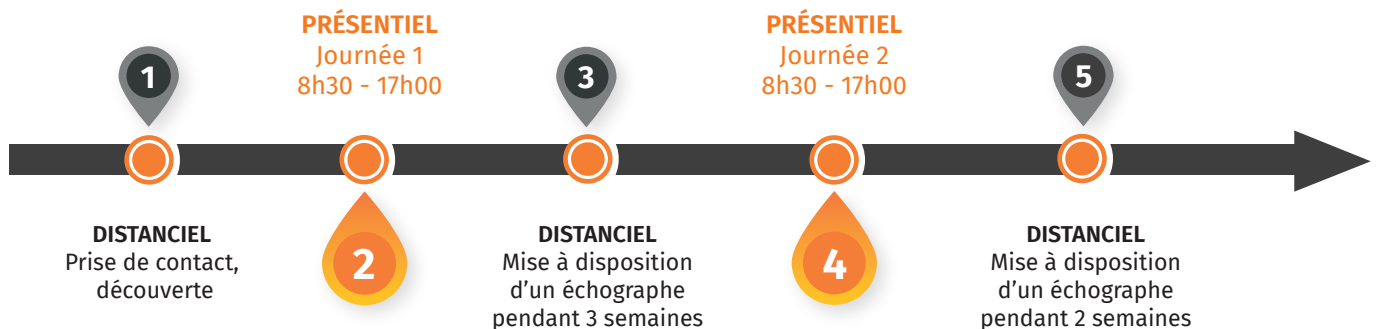 1
DISTANCIEL
Prise de contact,
découverte
PRÉSENTIEL
Journée 1
8h30 - 17h00
2
3
DISTANCIEL
Mise à disposition
d'un échographe
pendant 3 semaines
PRÉSENTIEL
Journée 2
8h30 - 17h00
4
5
DISTANCIEL
Mise à disposition
d'un échographe
pendant 2 semaines